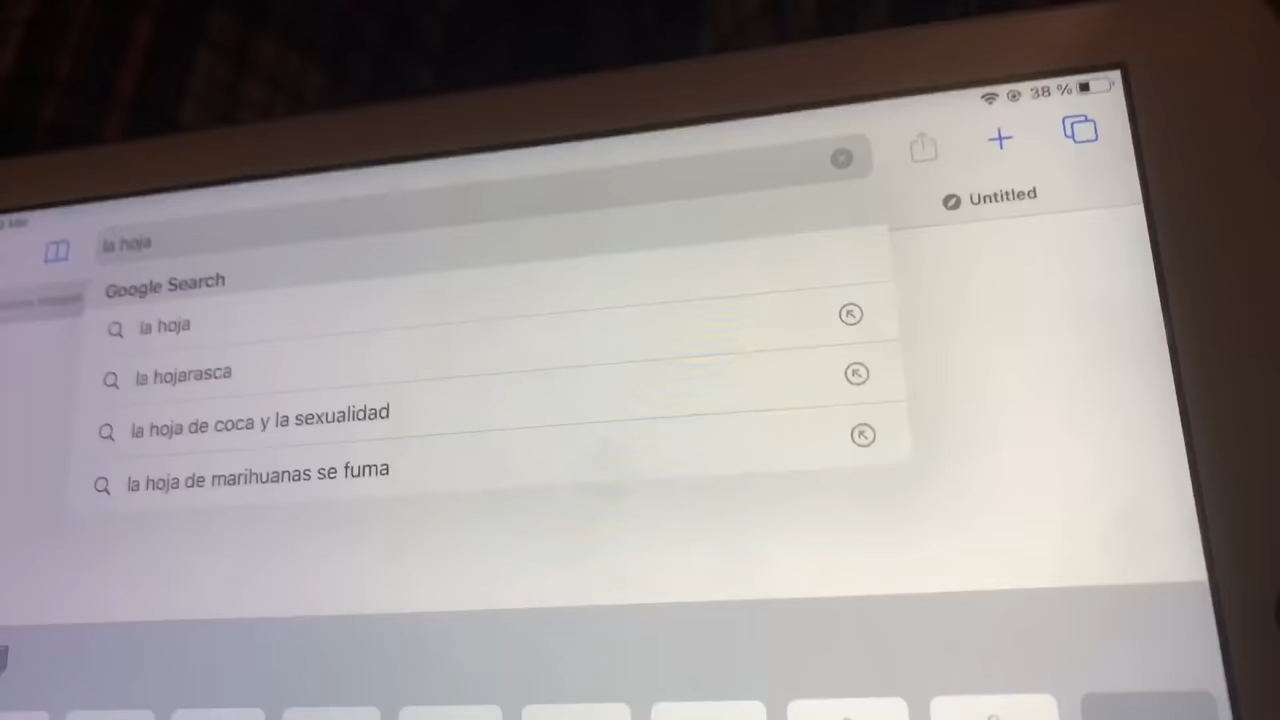 38 %
Untitled
la hoja
Google Search
la hoja
la hojarasca
la hoja de coca y la sexualidad
la hoja de marihuanas se fuma